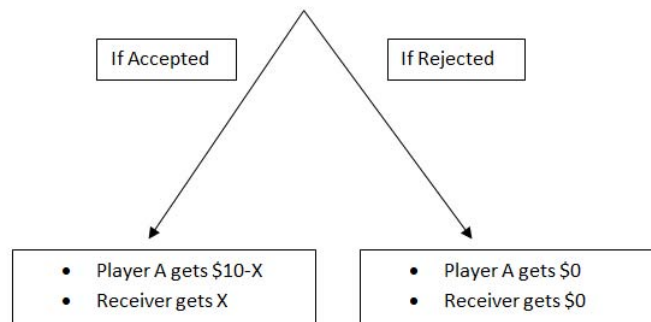 If Accepted
If Rejected
• Player A gets $10-X
• Receiver gets X
• Player A gets $0
• Receiver gets $0